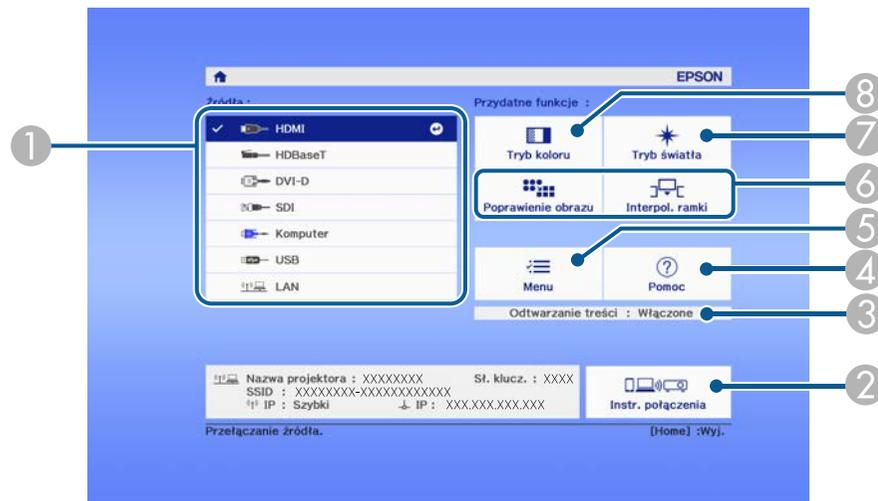 EPSON
Źródła :
Przydatne funkcje :
HDMI
HDBaseT
DVI-D
SDI
Komputer
USB
LAN
Tryb koloru
Tryb światła
Poprawienie obrazu
Interpol. ramki
Menu
Pomoc
Odtwarzanie treści : Włączone
Nazwa projektora : XXXXXXXX Sł. klucz. : XXXX
SSID : XXXXXXXX-XXXXXXXXXXXX
IP : Szybki IP : XXX.XXX.XXX.XXX
Instr. połączenia
Przełączanie źródła.
[Home] :Wyj.
1
8
7
6
5
4
3
2